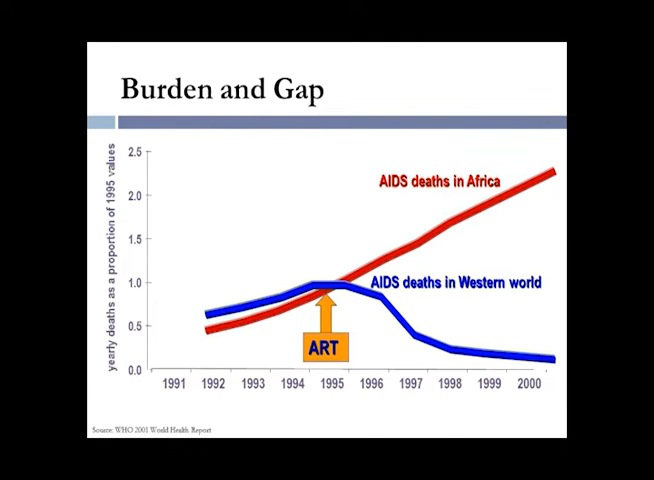 Burden and Gap
yearly deaths as a proportion of 1995 values
2.5
2.0
1.5
1.0
0.5
0.0
AIDS deaths in Africa
AIDS deaths in Western world
ART
1991 1992 1993 1994 1995 1996 1997 1998 1999 2000
Source: WHO 2001 World Health Report